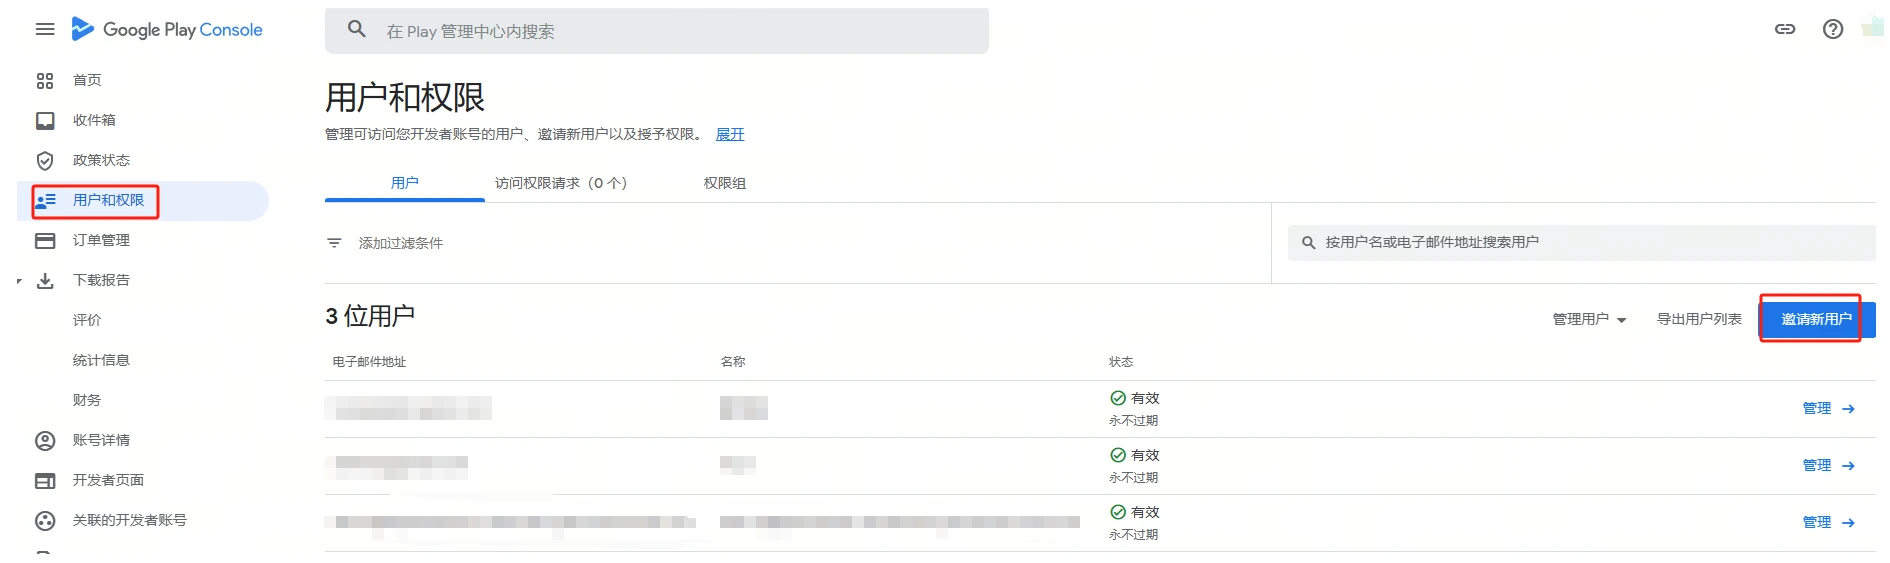 Google Play Console
在 Play 管理中心内搜索
首页
收件箱
政策状态
用户和权限
订单管理
下载报告
评价
统计信息
财务
账号详情
开发者页面
关联的开发者账号
用户和权限
管理可访问您开发者账号的用户、邀请新用户以及授予权限。 展开
用户 访问权限请求（0 个） 权限组
添加过滤条件
按用户名或电子邮件地址搜索用户
3 位用户
管理用户 导出用户列表 邀请新用户
电子邮件地址 名称 状态
有效
永不过期
管理
有效
永不过期
管理
有效
永不过期
管理